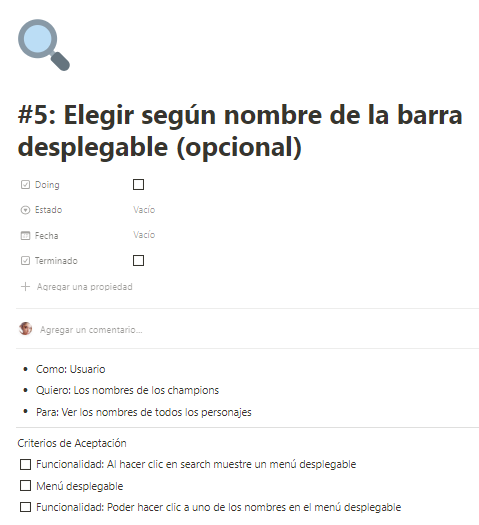 #5: Elegir según nombre de la barra
desplegable (opcional)
Doing
Estado Vacío
Fecha Vacío
Terminado
Agregar una propiedad
Agregar un comentario...
• Como: Usuario
• Quiero: Los nombres de los champions
• Para: Ver los nombres de todos los personajes
Criterios de Aceptación
Funcionalidad: Al hacer clic en search muestre un menú desplegable
Menú desplegable
Funcionalidad: Poder hacer clic a uno de los nombres en el menú desplegable